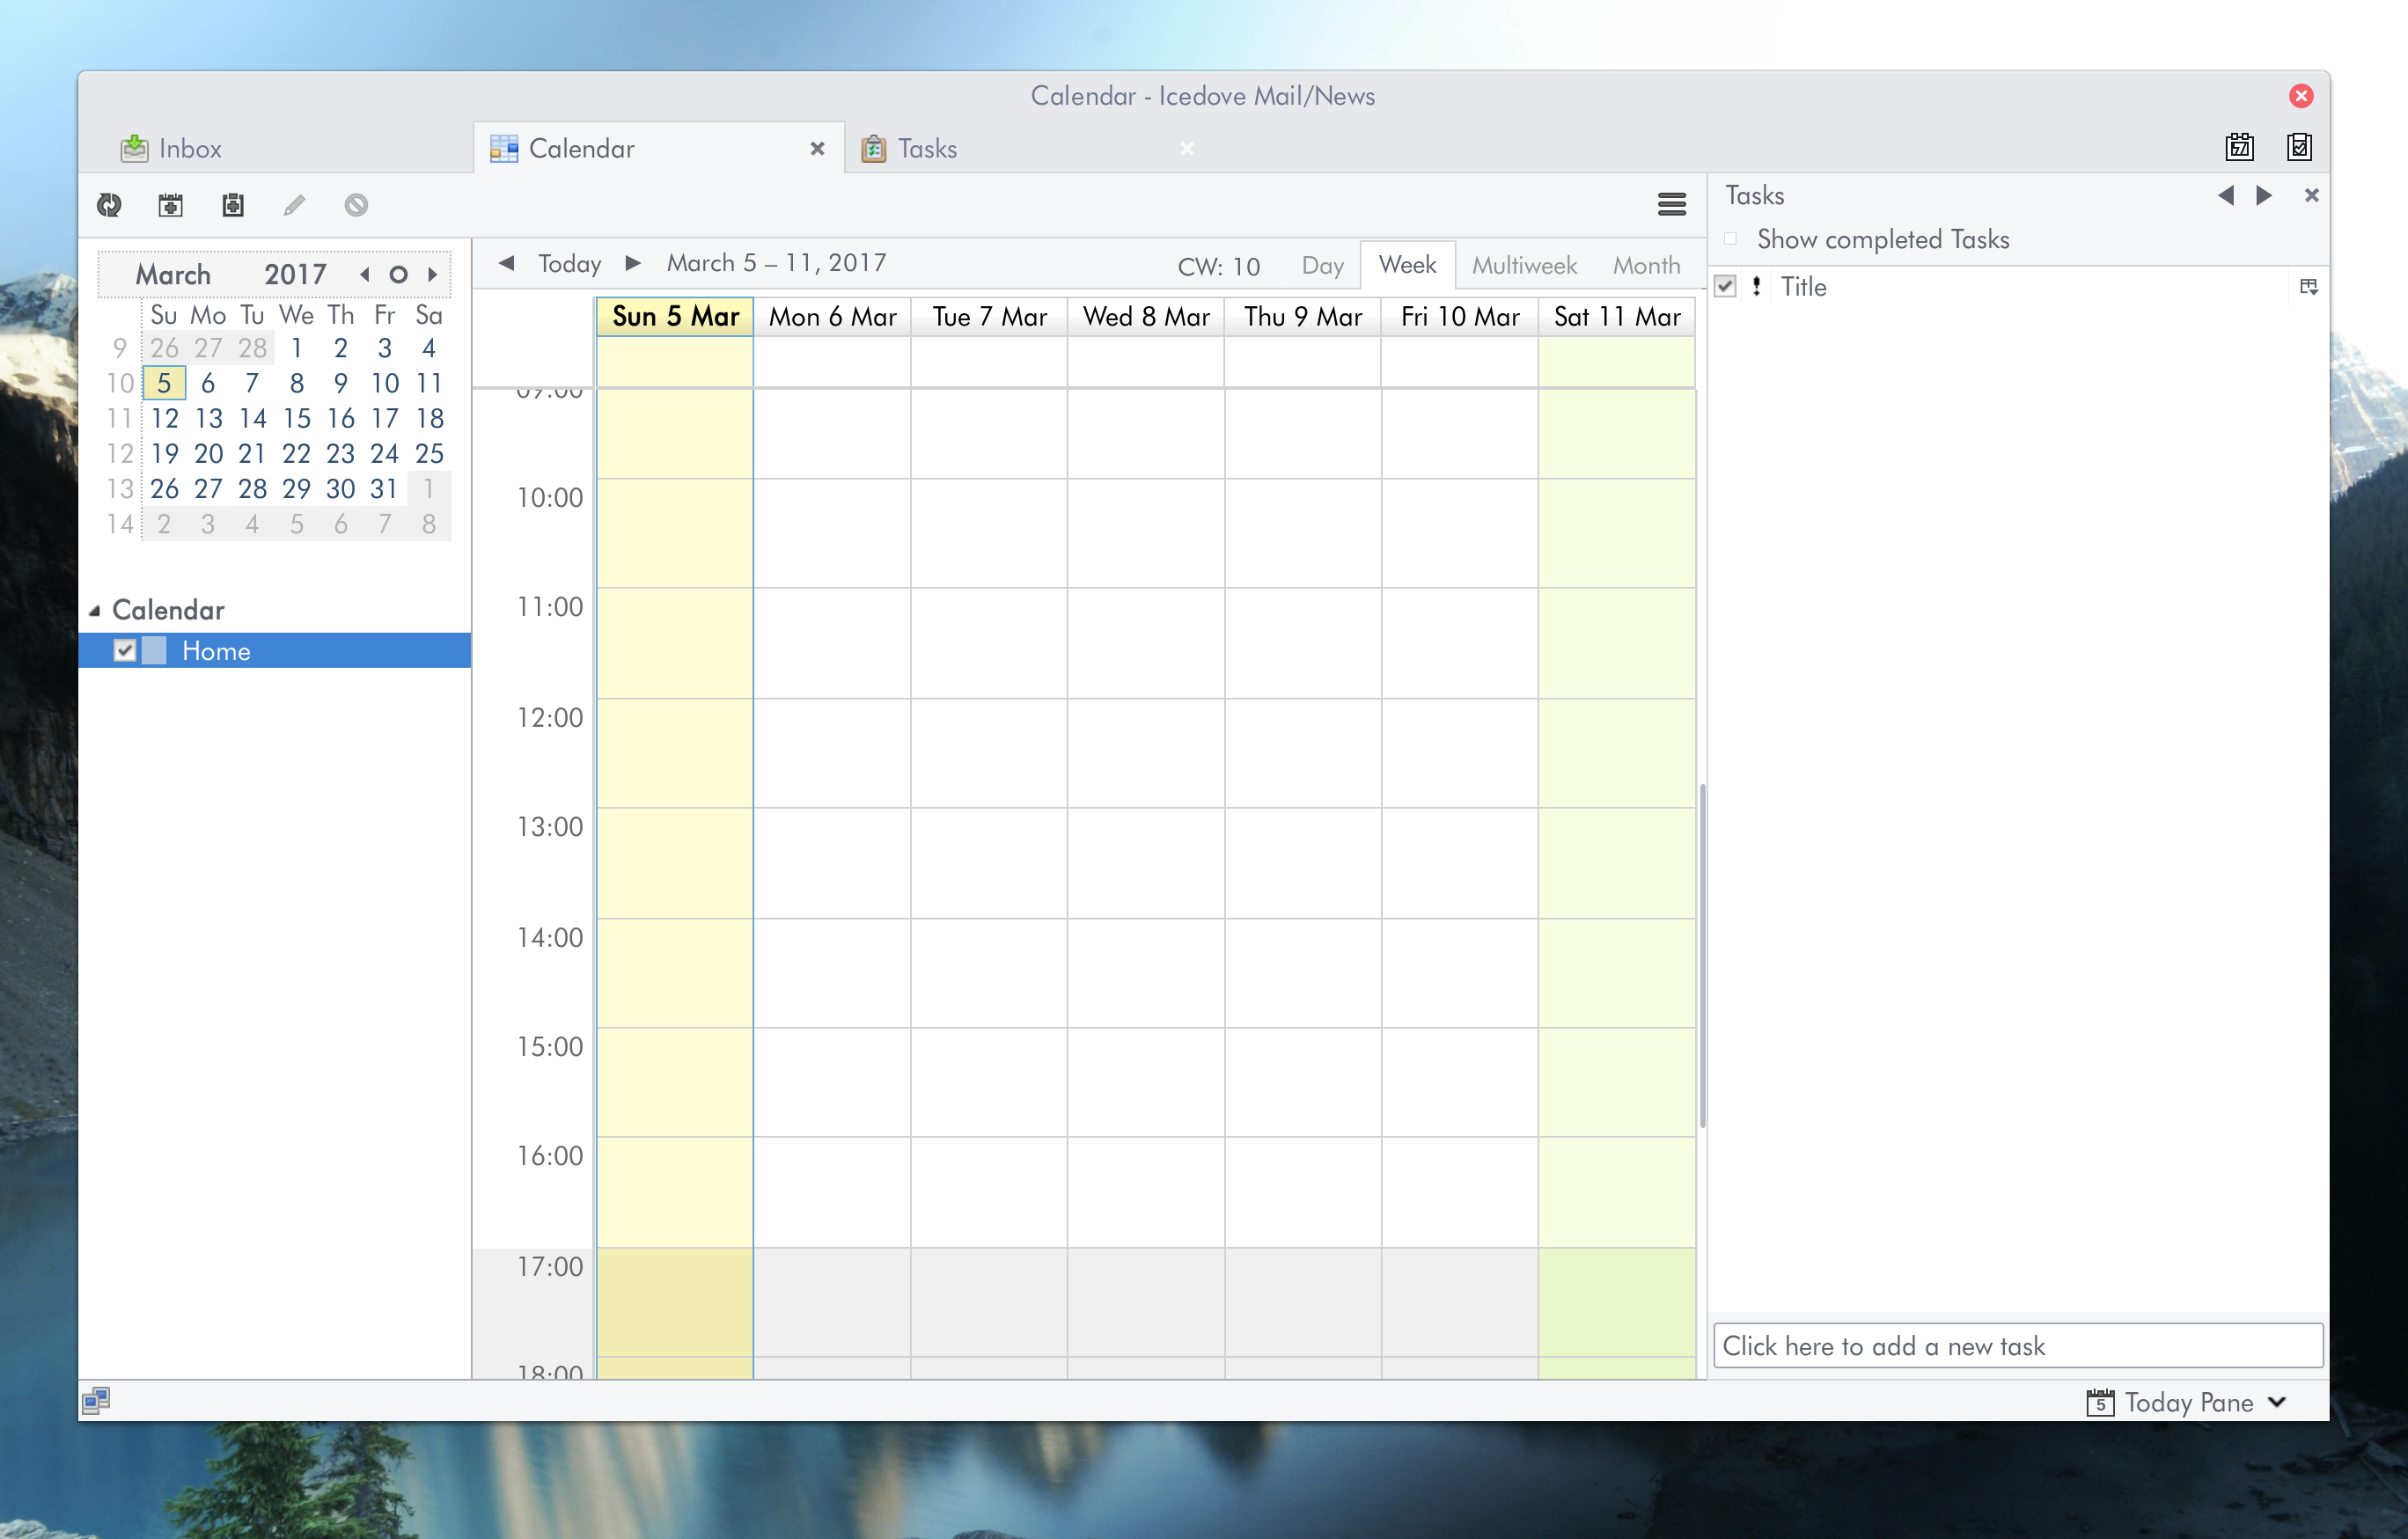 Calendar - Icedove Mail/News
Inbox
Calendar
Tasks
March 2017
Su Mo Tu We Th Fr Sa
9 26 27 28 1 2 3 4
10 5 6 7 8 9 10 11
11 12 13 14 15 16 17 18
12 19 20 21 22 23 24 25
13 26 27 28 29 30 31 1
14 2 3 4 5 6 7 8
Calendar
Home
Today March 5 – 11, 2017 CW: 10 Day Week Multiweek Month
Sun 5 Mar Mon 6 Mar Tue 7 Mar Wed 8 Mar Thu 9 Mar Fri 10 Mar Sat 11 Mar
09:00
10:00
11:00
12:00
13:00
14:00
15:00
16:00
17:00
18:00
Tasks
Show completed Tasks
Title
Click here to add a new task
5 Today Pane